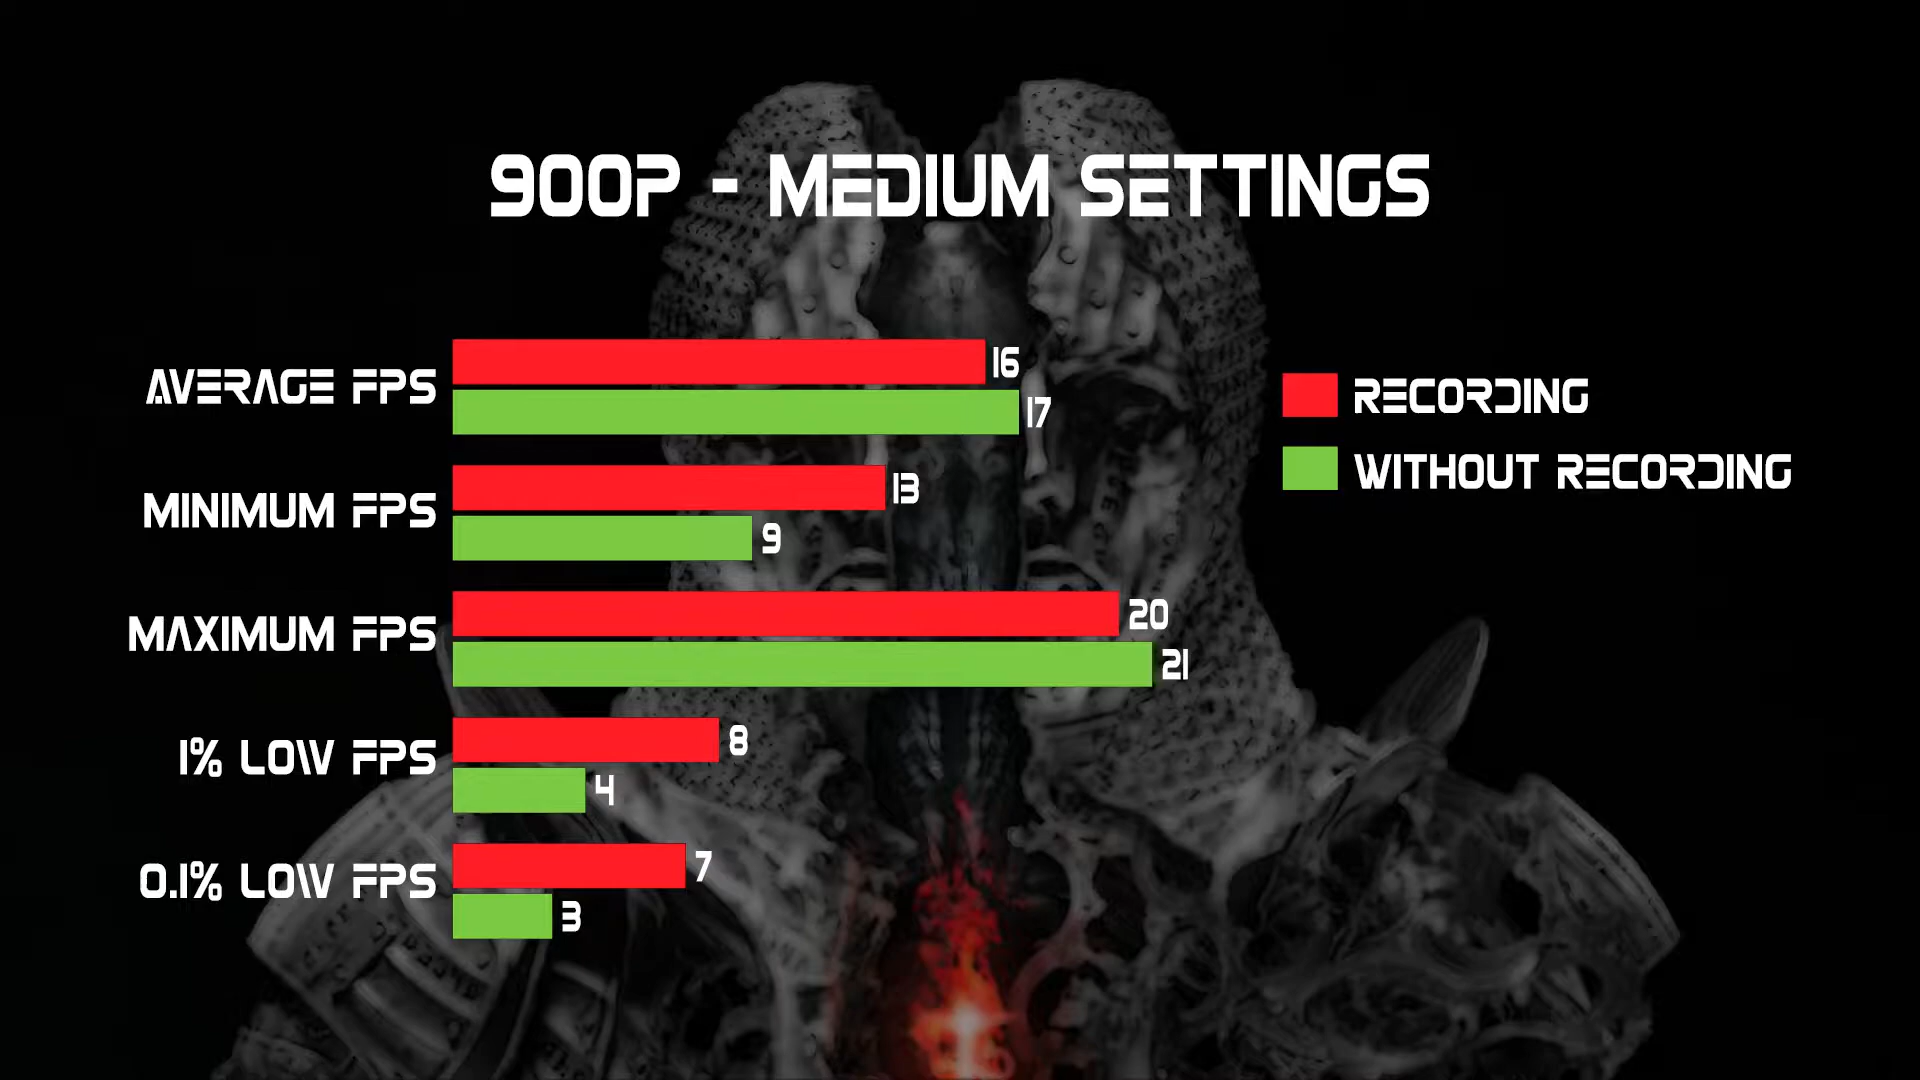 900P - MEDIUM SETTINGS
AVERAGE FPS
16
17
MINIMUM FPS
13
9
MAXIMUM FPS
20
21
1% LOW FPS
8
4
0.1% LOW FPS
7
3
RECORDING
WITHOUT RECORDING